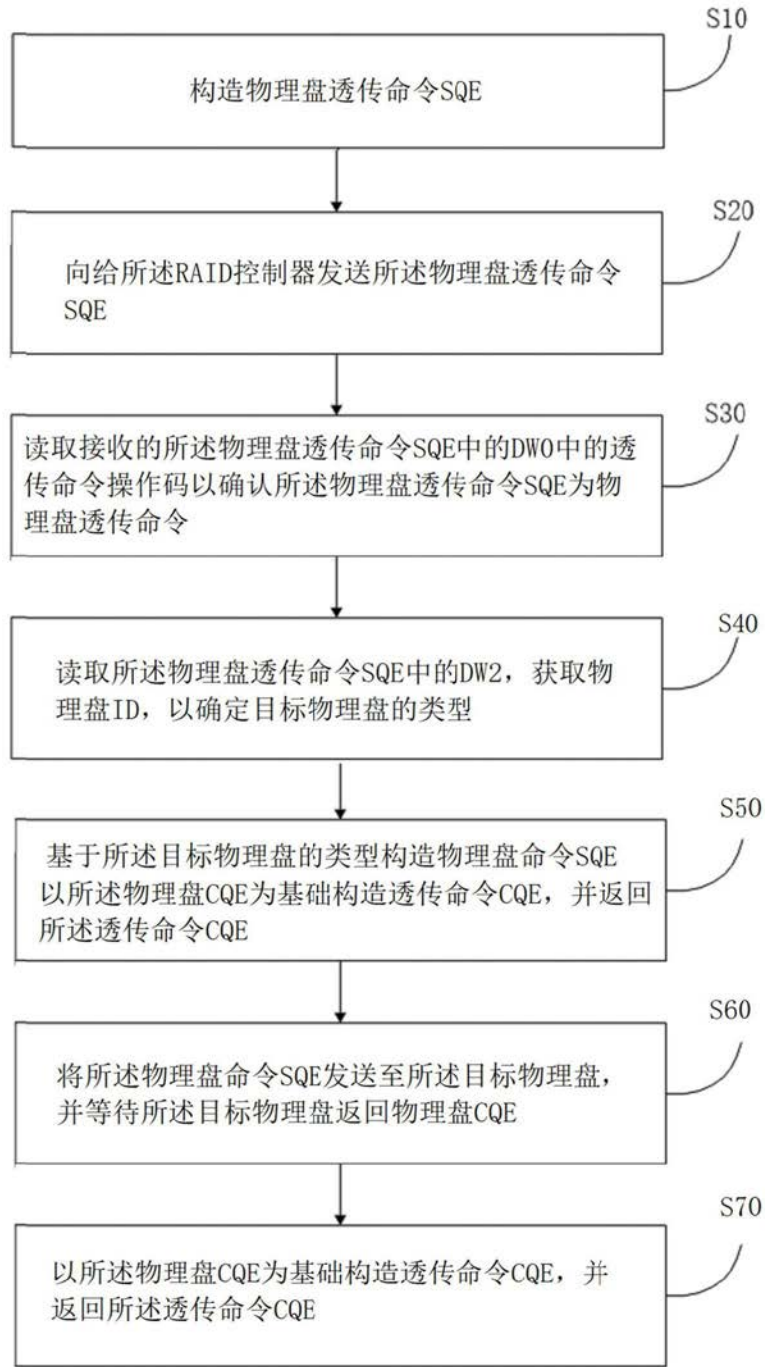 S10
构造物理盘透传命令SQE
S20
向给所述RAID控制器发送所述物理盘透传命令
SQE
S30
读取接收的所述物理盘透传命令SQE中的DW0中的透
传命令操作码以确认所述物理盘透传命令SQE为物
理盘透传命令
S40
读取所述物理盘透传命令SQE中的DW2，获取物
理盘ID，以确定目标物理盘的类型
S50
基于所述目标物理盘的类型构造物理盘命令SQE
以所述物理盘CQE为基础构造透传命令CQE，并返回
所述透传命令CQE
S60
将所述物理盘命令SQE发送至所述目标物理盘，
并等待所述目标物理盘返回物理盘CQE
S70
以所述物理盘CQE为基础构造透传命令CQE，并
返回所述透传命令CQE